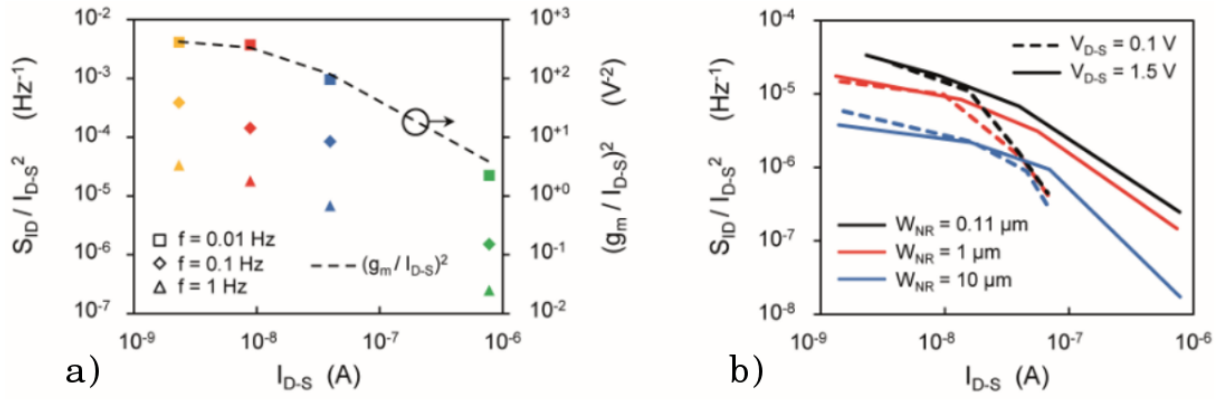 10-2
10-3
10-4
10-5
10-6
10-7
S_ID / I_D-S^2 (Hz-1)
10+3
10+2
10+1
10+0
10-1
10-2
(g_m / I_D-S)^2 (V-2)
f = 0.01 Hz
f = 0.1 Hz
f = 1 Hz
(g_m / I_D-S)^2
10-9
10-8
10-7
10-6
I_D-S (A)
a)
10-4
10-5
10-6
10-7
10-8
S_ID / I_D-S^2 (Hz-1)
V_D-S = 0.1 V
V_D-S = 1.5 V
W_NR = 0.11 µm
W_NR = 1 µm
W_NR = 10 µm
10-9
10-8
10-7
10-6
I_D-S (A)
b)